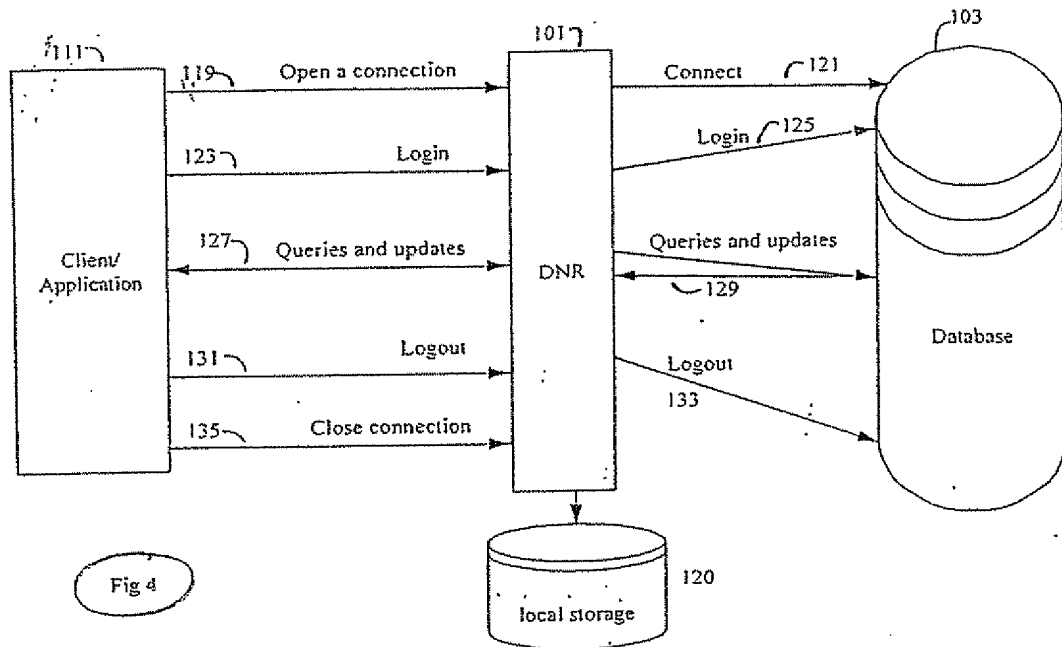 111
101
103
119
Open a connection
Connect
121
123
Login
Login
125
127
Queries and updates
Queries and updates
129
Client/
Application
DNR
Database
131
Logout
Logout
133
135
Close connection
Fig 4
local storage
120